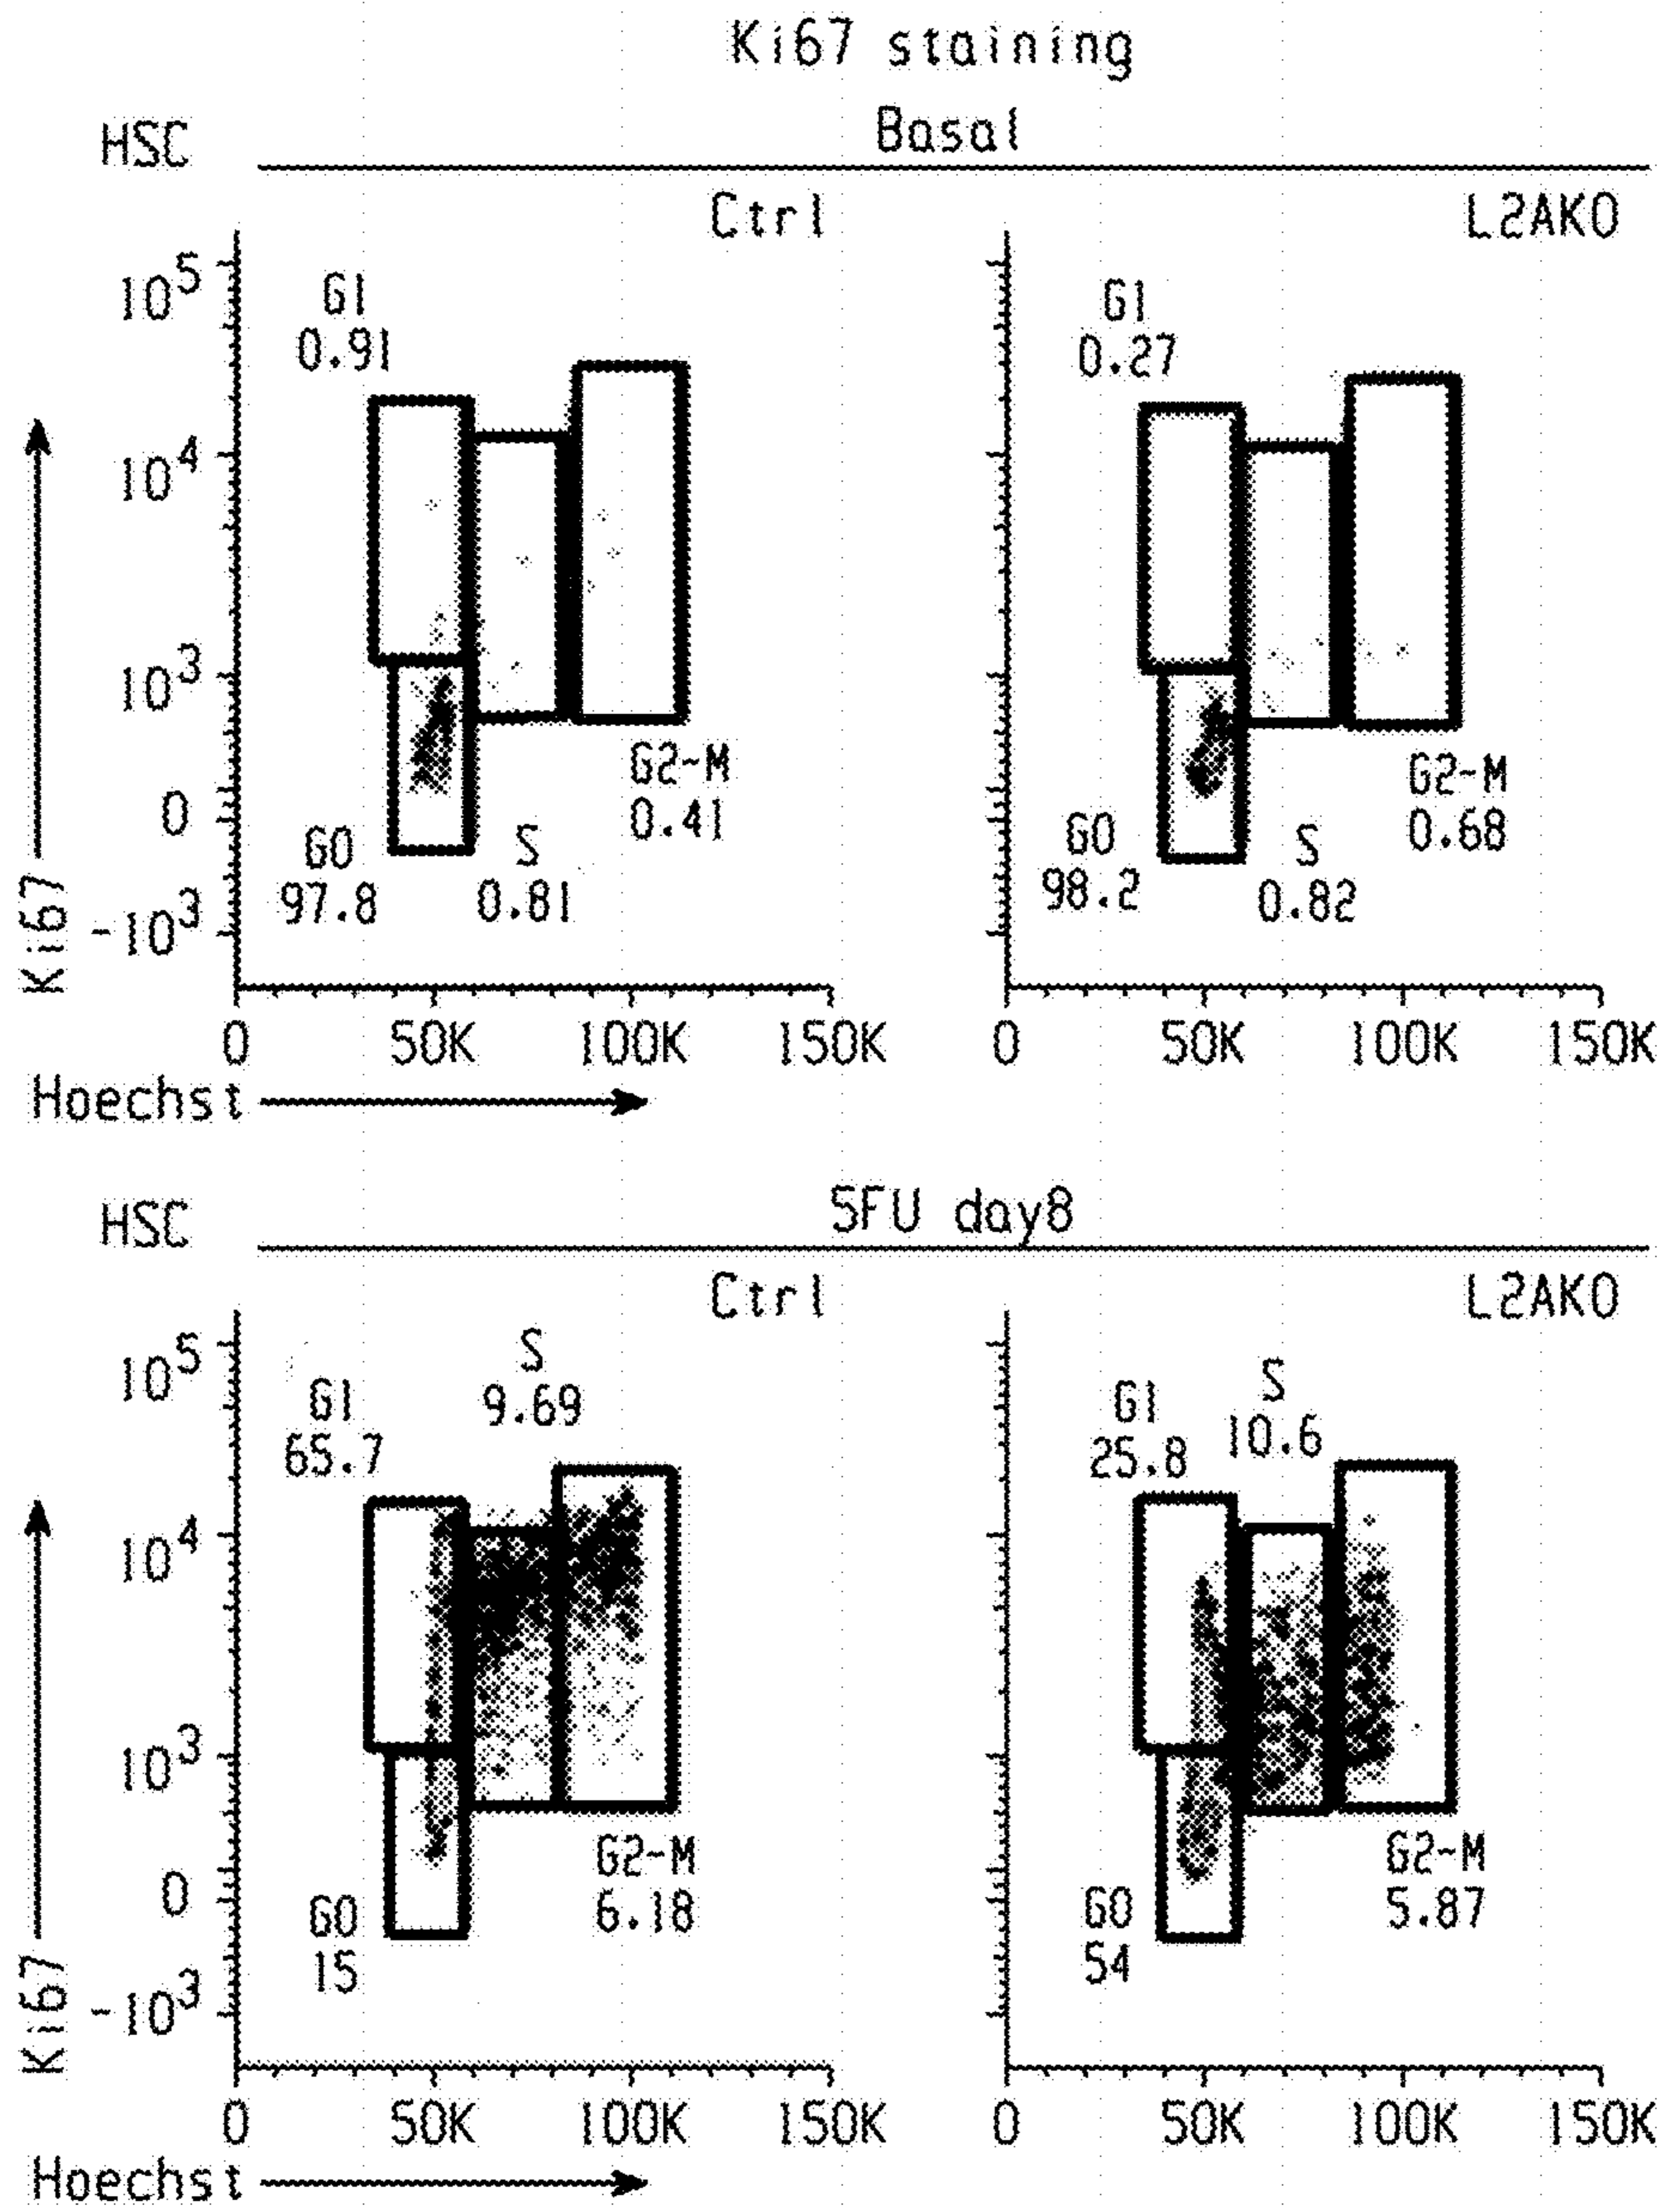 Ki67 staining
HSC
Basal
Ctrl
L2AKO
10^5
10^4
10^3
0
-10^3
Ki67
G1
0.91
G0
97.8
S
0.81
G2-M
0.41
0
50K
100K
150K
G1
0.27
G0
98.2
S
0.82
G2-M
0.68
0
50K
100K
150K
Hoechst
HSC
5FU day8
Ctrl
L2AKO
10^5
10^4
10^3
0
-10^3
Ki67
G1
65.7
S
9.69
G0
15
G2-M
6.18
0
50K
100K
150K
G1
25.8
S
10.6
G0
54
G2-M
5.87
0
50K
100K
150K
Hoechst